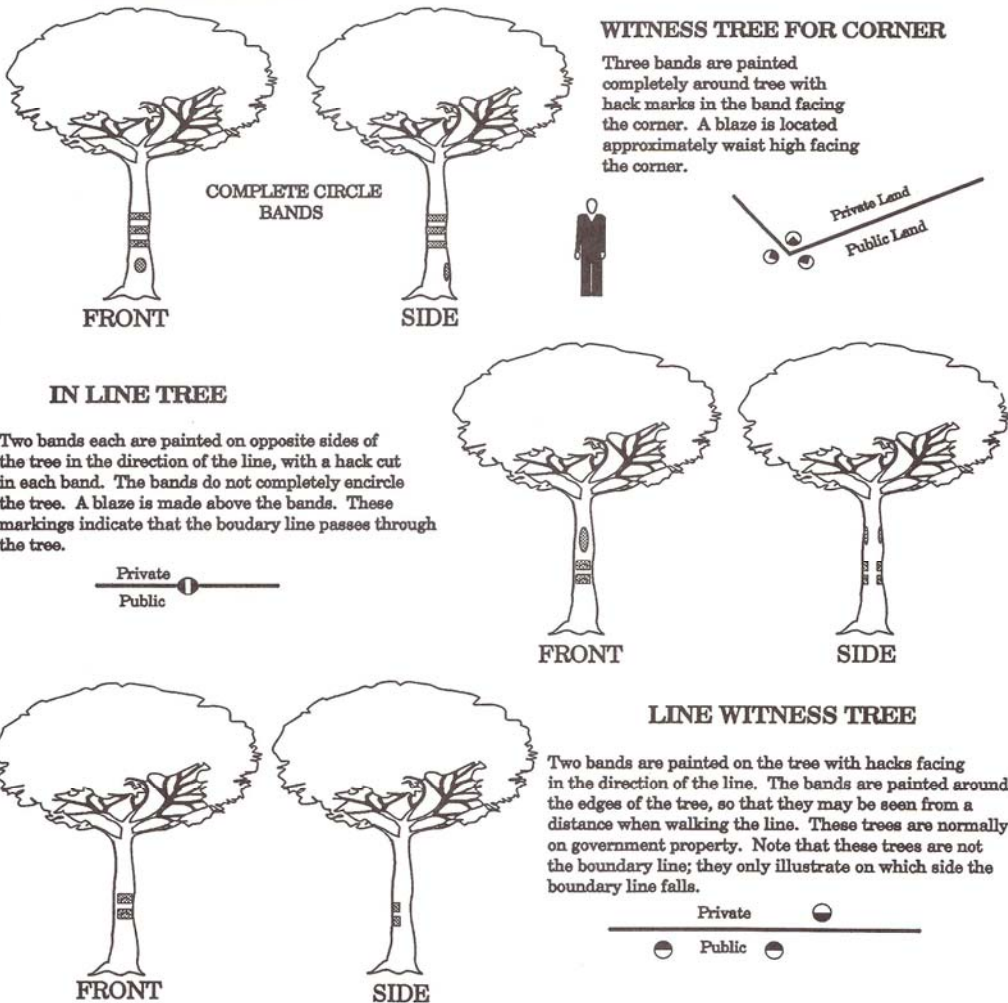 WITNESS TREE FOR CORNER
Three bands are painted
completely around tree with
hack marks in the band facing
the corner. A blaze is located
approximately waist high facing
the corner.
COMPLETE CIRCLE
BANDS
Private Land
Public Land
FRONT
SIDE
IN LINE TREE
Two bands each are painted on opposite sides of
the tree in the direction of the line, with a hack cut
in each band. The bands do not completely encircle
the tree. A blaze is made above the bands. These
markings indicate that the boudary line passes through
the tree.
Private
Public
FRONT
SIDE
LINE WITNESS TREE
Two bands are painted on the tree with hacks facing
in the direction of the line. The bands are painted around
the edges of the tree, so that they may be seen from a
distance when walking the line. These trees are normally
on government property. Note that these trees are not
the boundary line; they only illustrate on which side the
boundary line falls.
Private
Public
FRONT
SIDE